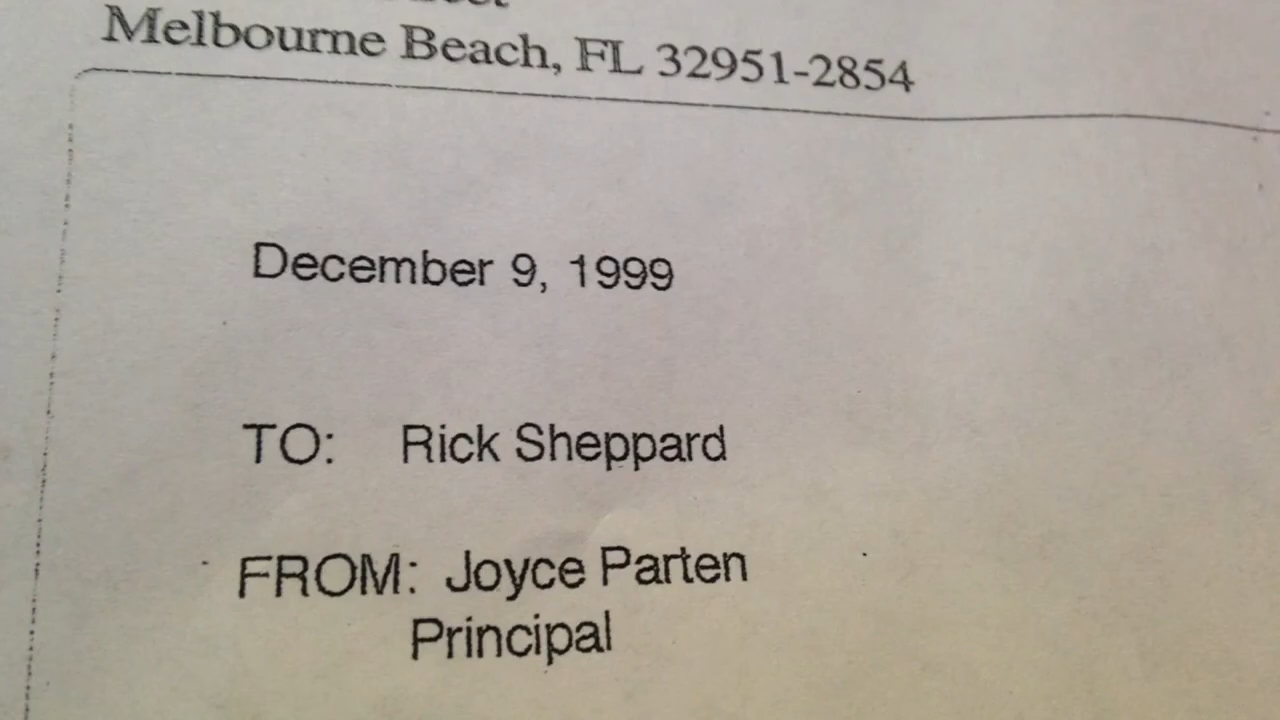 Melbourne Beach, FL 32951-2854
December 9, 1999
TO: Rick Sheppard
FROM: Joyce Parten
Principal